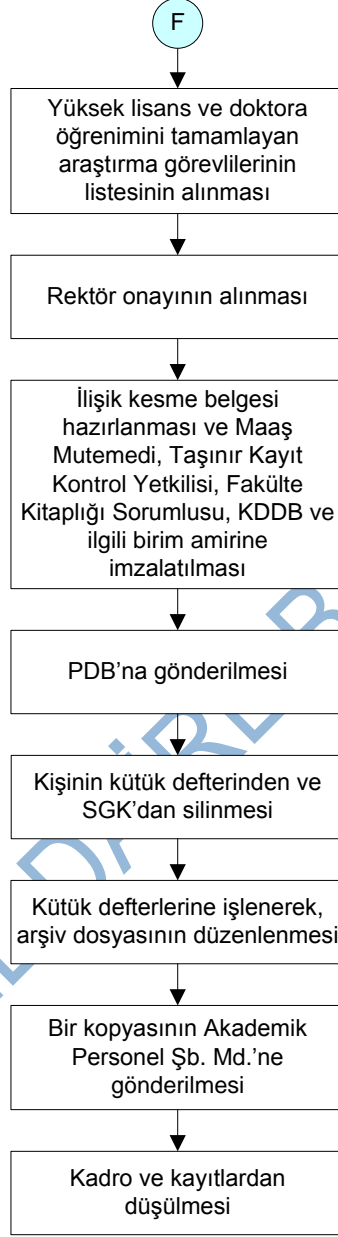 F
Yüksek lisans ve doktora
öğrenimini tamamlayan
araştırma görevlilerinin
listesinin alınması
Rektör onayının alınması
İlişik kesme belgesi
hazırlanması ve Maaş
Mutemedi, Taşınır Kayıt
Kontrol Yetkilisi, Fakülte
Kitaplığı Sorumlusu, KDDB ve
ilgili birim amirine
imzalatılması
PDB’na gönderilmesi
Kişinin kütük defterinden ve
SGK’dan silinmesi
Kütük defterlerine işlenerek,
arşiv dosyasının düzenlenmesi
Bir kopyasının Akademik
Personel Şb. Md.’ne
gönderilmesi
Kadro ve kayıtlardan
düşülmesi